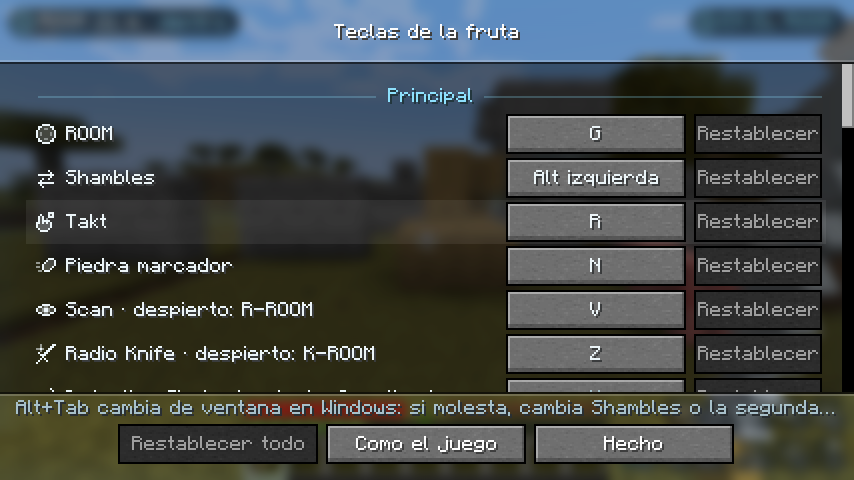 Teclas de la fruta
Principal
ROOM G Restablecer
Shambles Alt izquierda Restablecer
Takt R Restablecer
Piedra marcador N Restablecer
Scan · despierto: R-ROOM V Restablecer
Radio Knife · despierto: K-ROOM Z Restablecer
Alt+Tab cambia de ventana en Windows: si molesta, cambia Shambles o la segunda...
Restablecer todo Como el juego Hecho